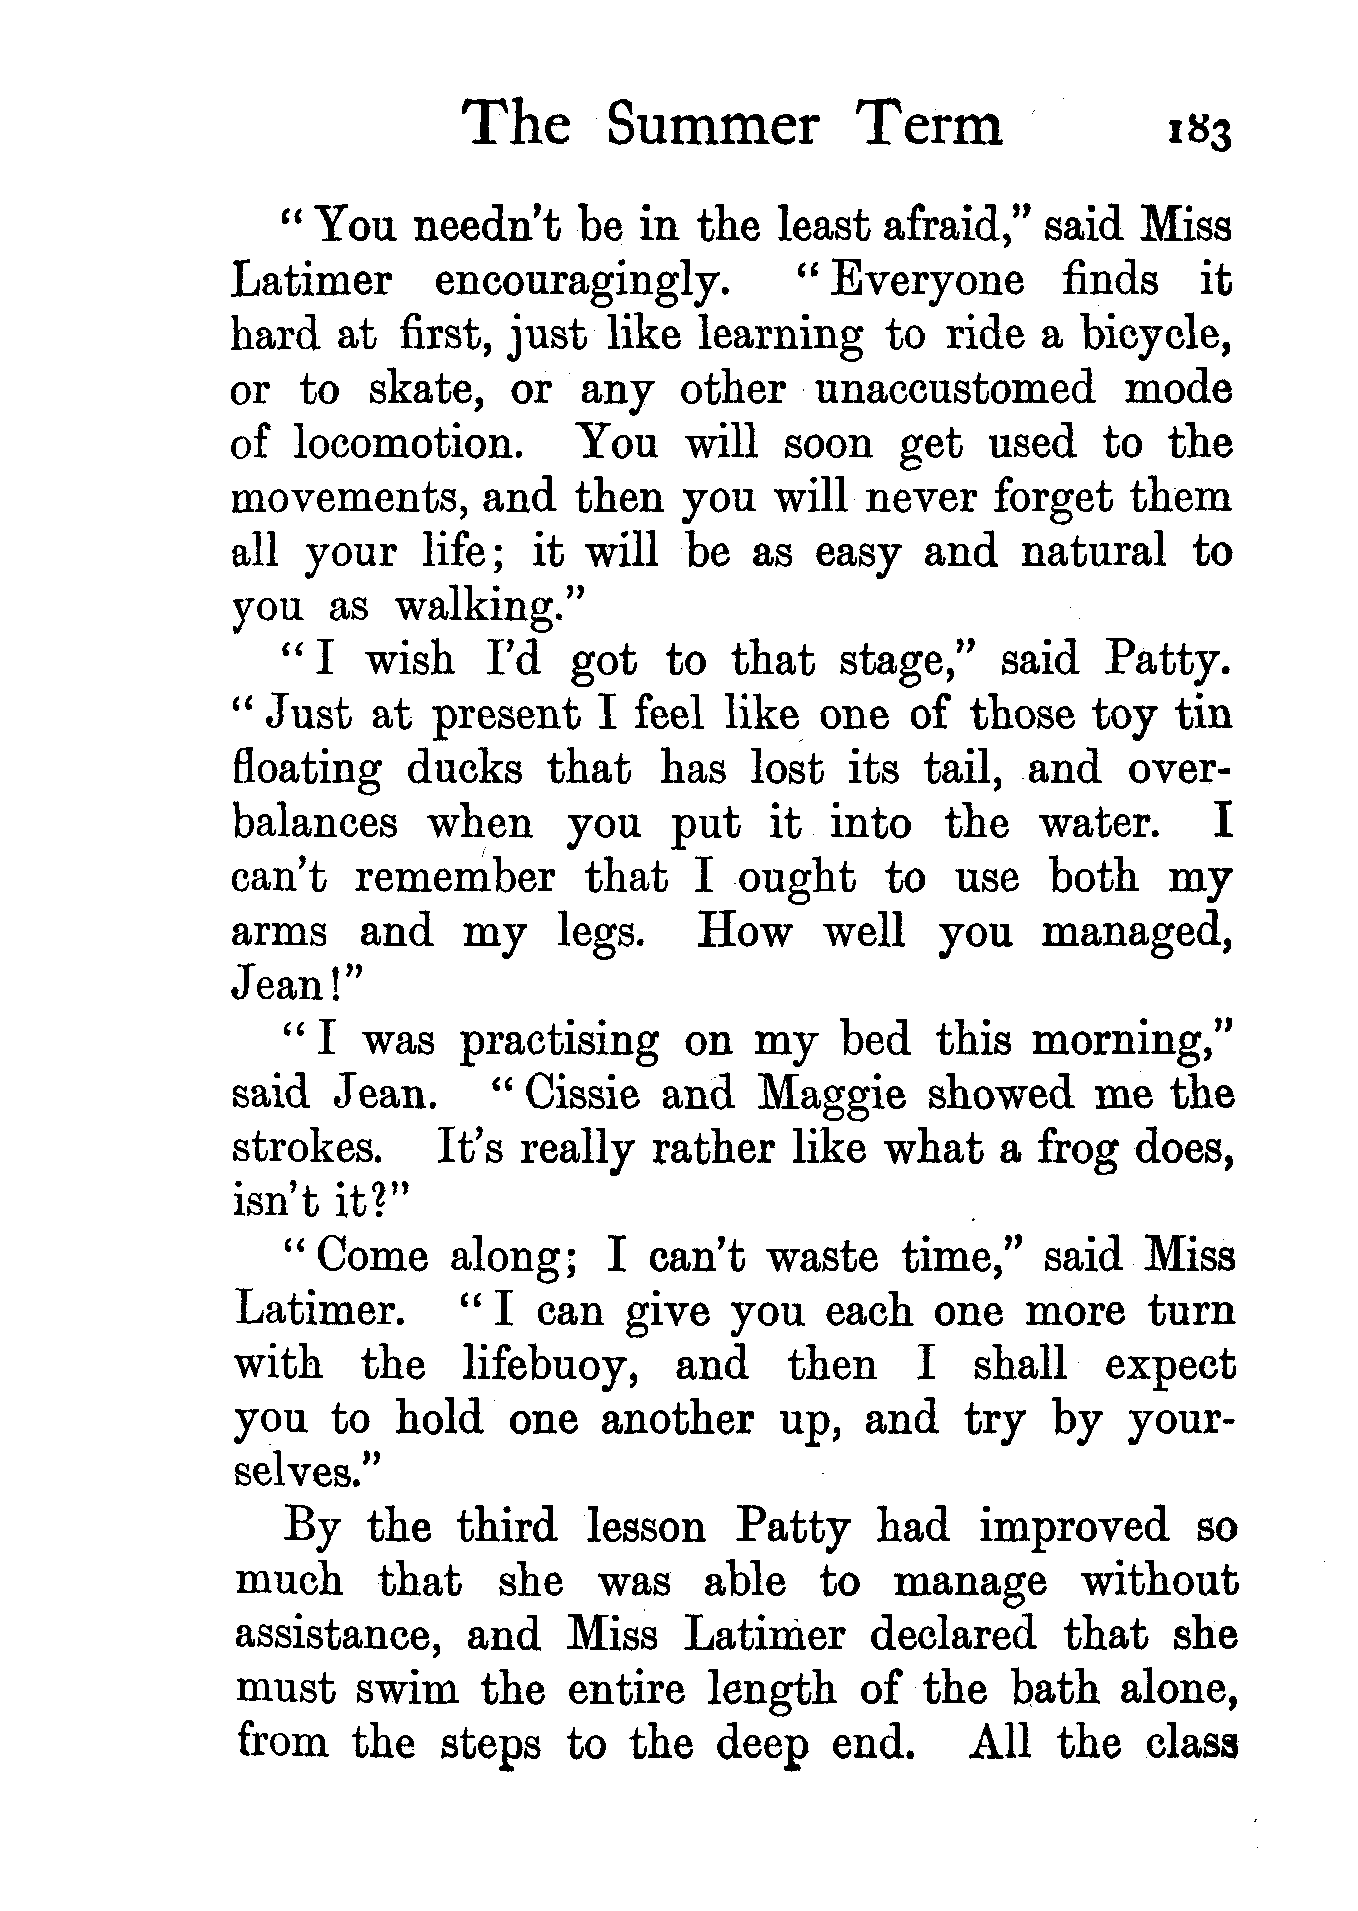 The Summer Term 183
“You needn’t be in the least afraid,” said Miss
Latimer encouragingly. “Everyone finds it
hard at first, just like learning to ride a bicycle,
or to skate, or any other unaccustomed mode
of locomotion. You will soon get used to the
movements, and then you will never forget them
all your life; it will be as easy and natural to
you as walking.”
“I wish I’d got to that stage,” said Patty.
“Just at present I feel like one of those toy tin
floating ducks that has lost its tail, and over-
balances when you put it into the water. I
can’t remember that I ought to use both my
arms and my legs. How well you managed,
Jean!”
“I was practising on my bed this morning,”
said Jean. “Cissie and Maggie showed me the
strokes. It’s really rather like what a frog does,
isn’t it?”
“Come along; I can’t waste time,” said Miss
Latimer. “I can give you each one more turn
with the lifebuoy, and then I shall expect
you to hold one another up, and try by your-
selves.”
By the third lesson Patty had improved so
much that she was able to manage without
assistance, and Miss Latimer declared that she
must swim the entire length of the bath alone,
from the steps to the deep end. All the class